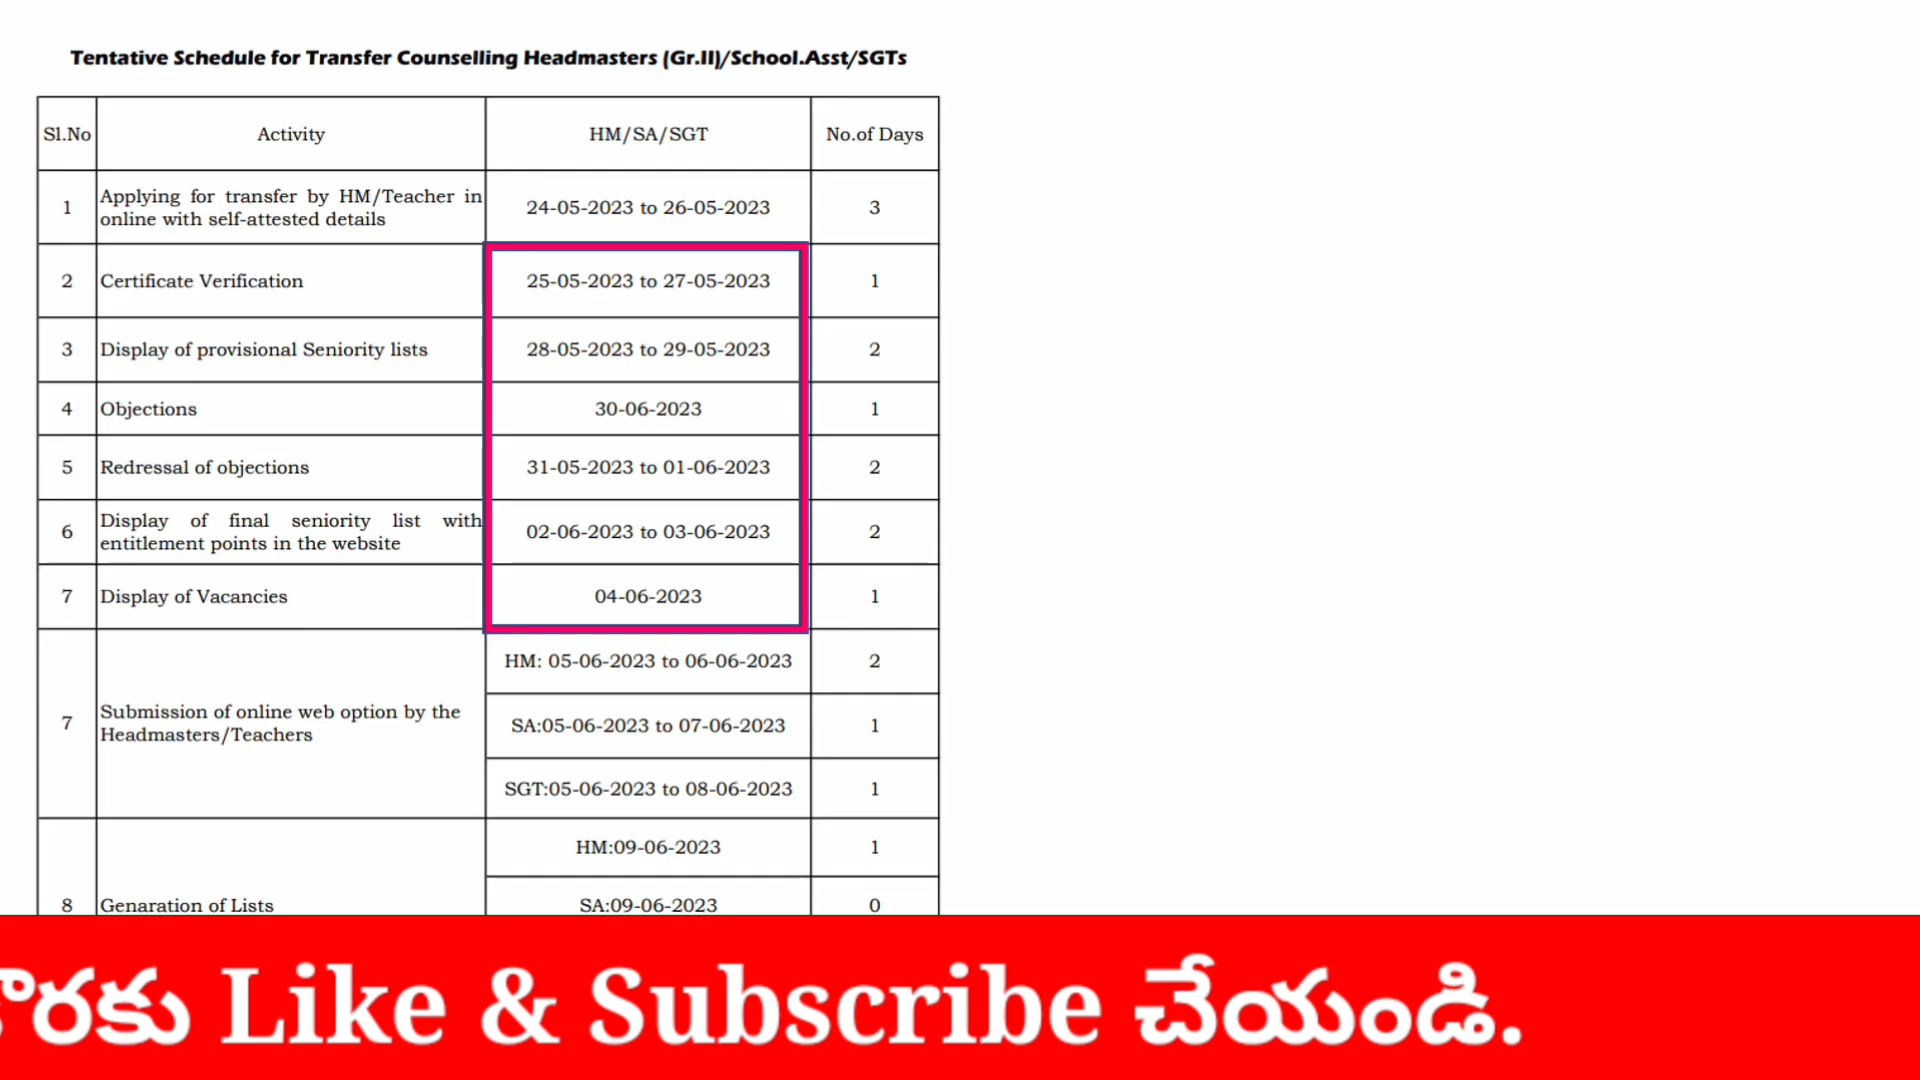 Tentative Schedule for Transfer Counselling Headmasters (Gr.II)/School.Asst/SGTs
Sl.No Activity HM/SA/SGT No.of Days
1 Applying for transfer by HM/Teacher in online with self-attested details 24-05-2023 to 26-05-2023 3
2 Certificate Verification 25-05-2023 to 27-05-2023 1
3 Display of provisional Seniority lists 28-05-2023 to 29-05-2023 2
4 Objections 30-06-2023 1
5 Redressal of objections 31-05-2023 to 01-06-2023 2
6 Display of final seniority list with entitlement points in the website 02-06-2023 to 03-06-2023 2
7 Display of Vacancies 04-06-2023 1
7 Submission of online web option by the Headmasters/Teachers HM: 05-06-2023 to 06-06-2023 2
SA:05-06-2023 to 07-06-2023 1
SGT:05-06-2023 to 08-06-2023 1
HM:09-06-2023 1
8 Genaration of Lists SA:09-06-2023 0
Like & Subscribe చేయండి.